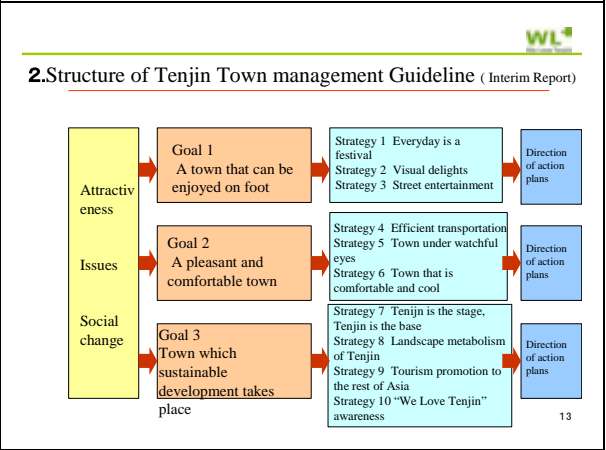 WL
2.Structure of Tenjin Town management Guideline ( Interim Report)
Attractiv
eness
Issues
Social
change
Goal 1
A town that can be
enjoyed on foot
Strategy 1 Everyday is a
festival
Strategy 2 Visual delights
Strategy 3 Street entertainment
Direction
of action
plans
Goal 2
A pleasant and
comfortable town
Strategy 4 Efficient transportation
Strategy 5 Town under watchful
eyes
Strategy 6 Town that is
comfortable and cool
Direction
of action
plans
Goal 3
Town which
sustainable
development takes
place
Strategy 7 Tenijn is the stage,
Tenjin is the base
Strategy 8 Landscape metabolism
of Tenjin
Strategy 9 Tourism promotion to
the rest of Asia
Strategy 10 “We Love Tenjin”
awareness
Direction
of action
plans
13